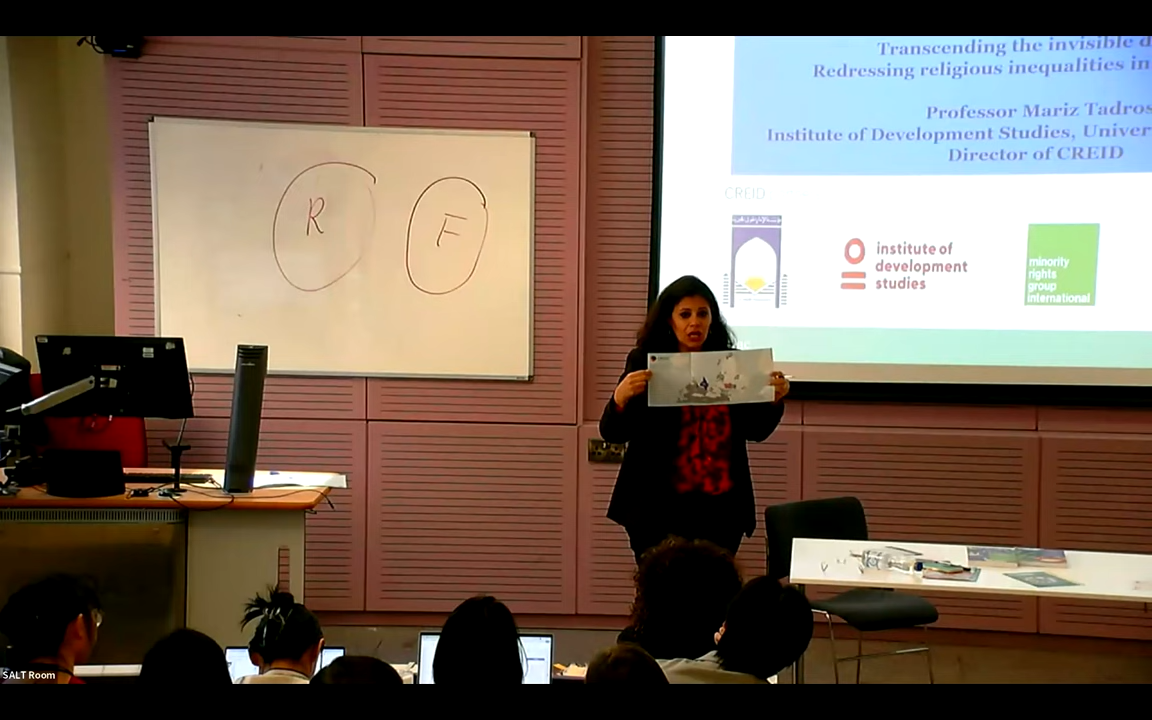 Transcending the invisible d
Redressing religious inequalities in
Professor Mariz Tadros
Institute of Development Studies, Univer
Director of CREID
CREID
institute of
development
studies
minority
rights
group
international
R
F
SALT Room